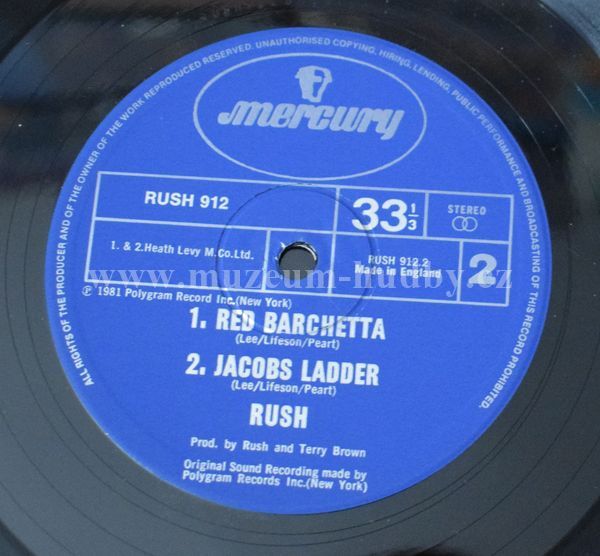 ALL RIGHTS OF THE PRODUCER AND OF THE OWNER OF THE WORK REPRODUCED RESERVED. UNAUTHORISED COPYING, HIRING, LENDING, PUBLIC PERFORMANCE AND BROADCASTING OF THIS RECORD PROHIBITED.
mercury
RUSH 912
33 1/3
STEREO
1. & 2. Heath Levy M.Co.Ltd.
RUSH 912.2
Made in England
2
www.muzeum-hudby.cz
℗ 1981 Polygram Record Inc.(New York)
1. RED BARCHETTA
(Lee/Lifeson/Peart)
2. JACOBS LADDER
(Lee/Lifeson/Peart)
RUSH
Prod. by Rush and Terry Brown
Original Sound Recording made by
Polygram Records Inc.(New York)